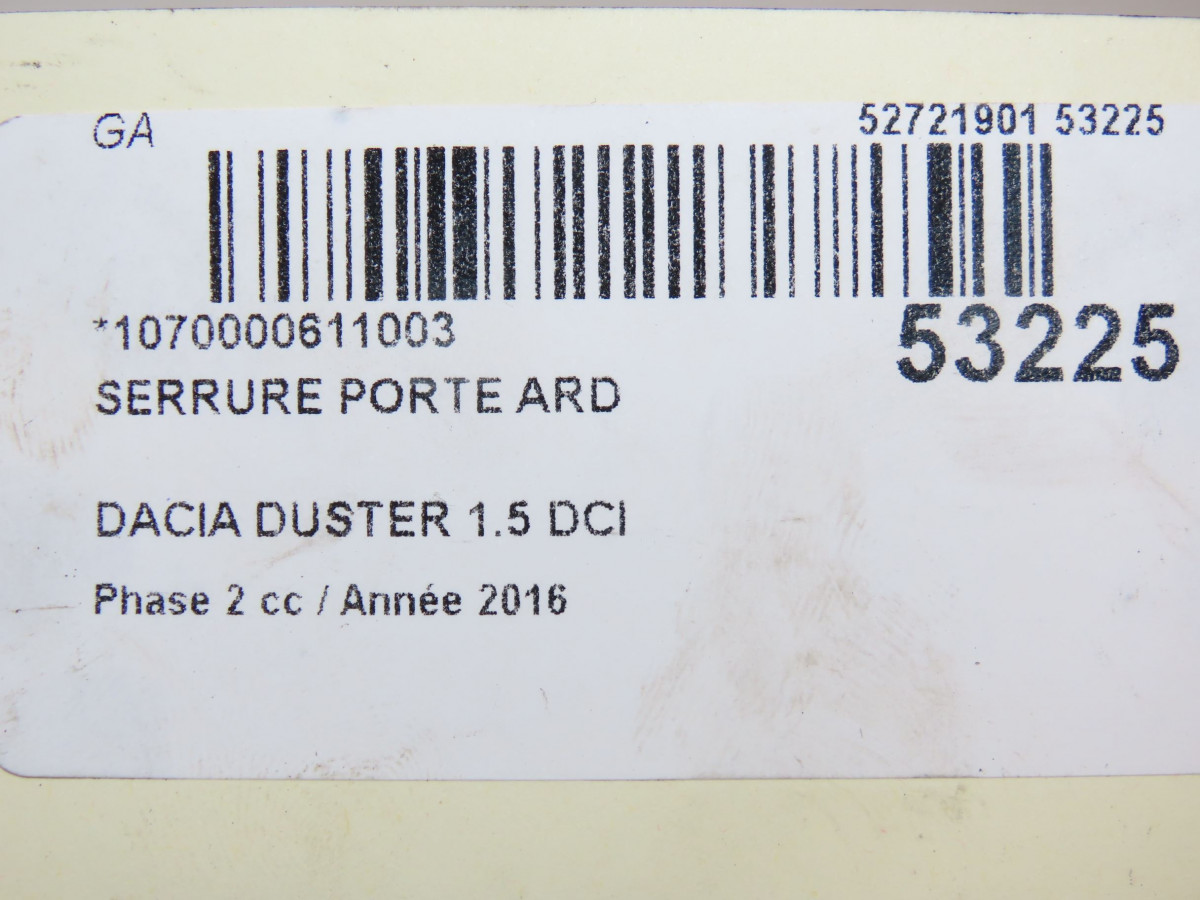 GA
52721901 53225
*1070000611003
53225
SERRURE PORTE ARD
DACIA DUSTER 1.5 DCI
Phase 2 cc / Année 2016